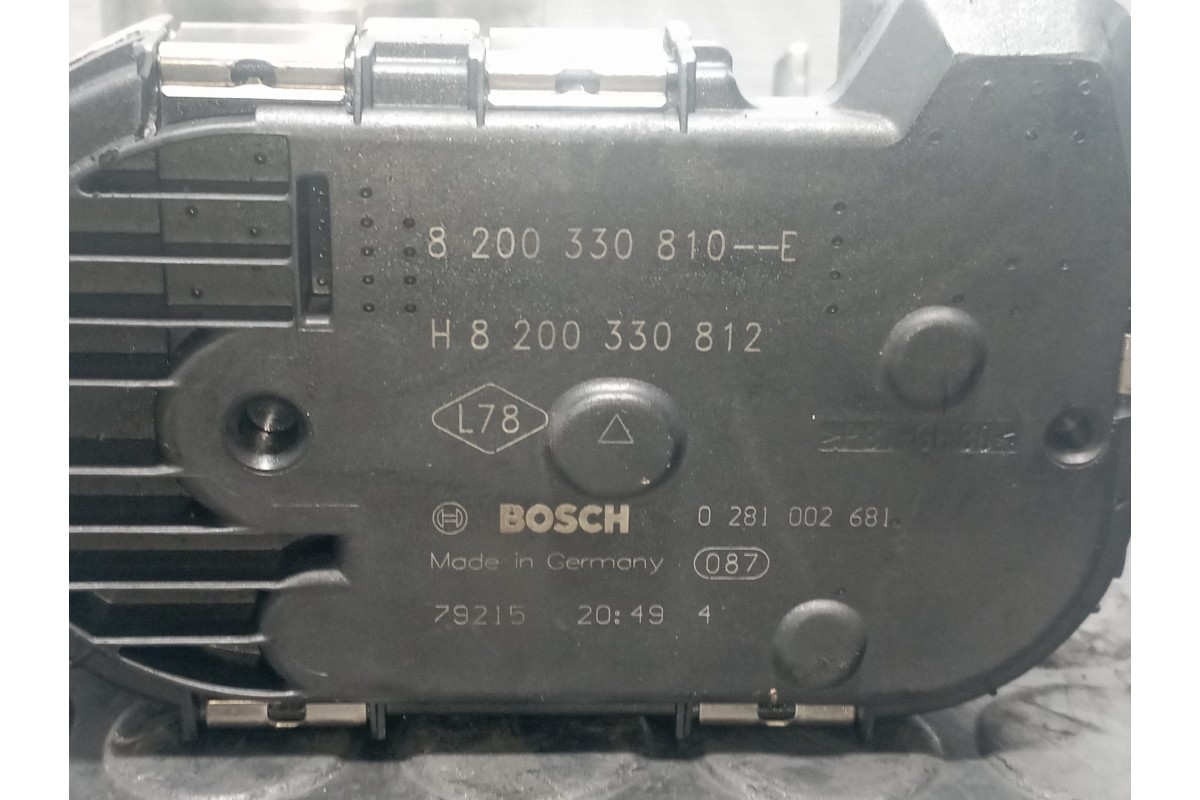 8 200 330 810--E
H 8 200 330 812
L78
BOSCH 0 281 002 681
Made in Germany 087
79215 20:49 4